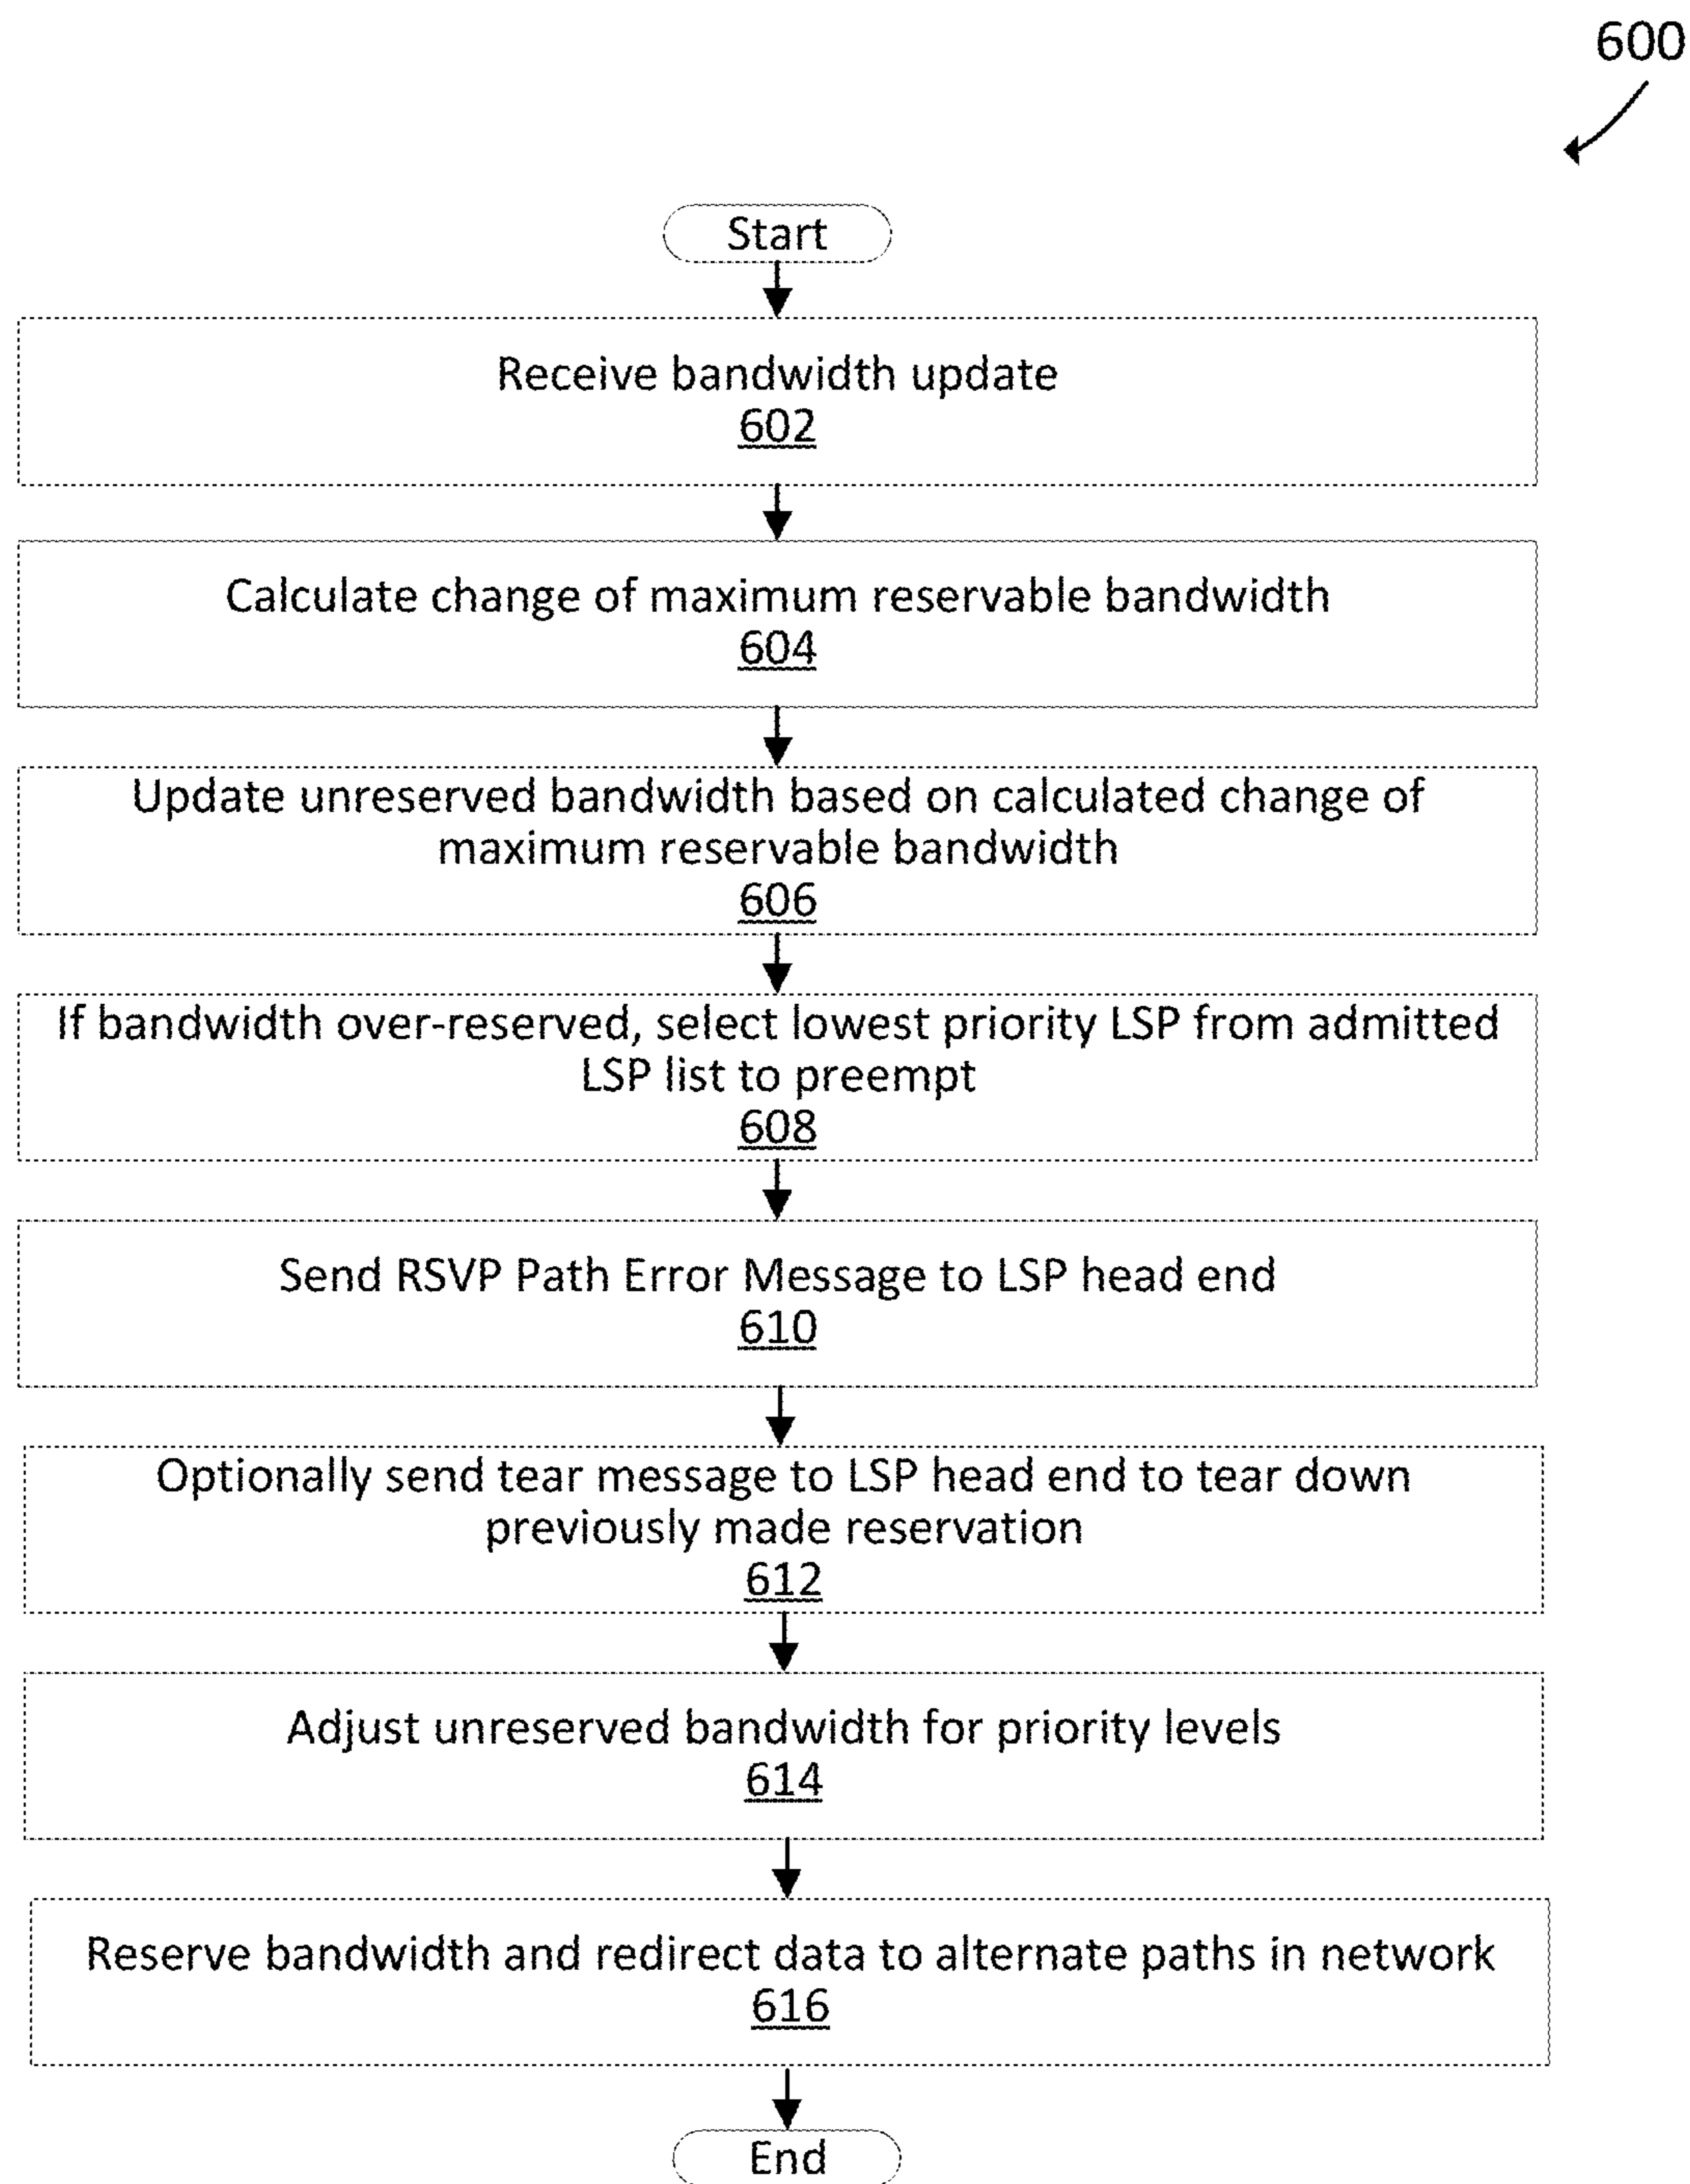 600
Start
Receive bandwidth update
602
Calculate change of maximum reservable bandwidth
604
Update unreserved bandwidth based on calculated change of
maximum reservable bandwidth
606
If bandwidth over-reserved, select lowest priority LSP from admitted
LSP list to preempt
608
Send RSVP Path Error Message to LSP head end
610
Optionally send tear message to LSP head end to tear down
previously made reservation
612
Adjust unreserved bandwidth for priority levels
614
Reserve bandwidth and redirect data to alternate paths in network
616
End